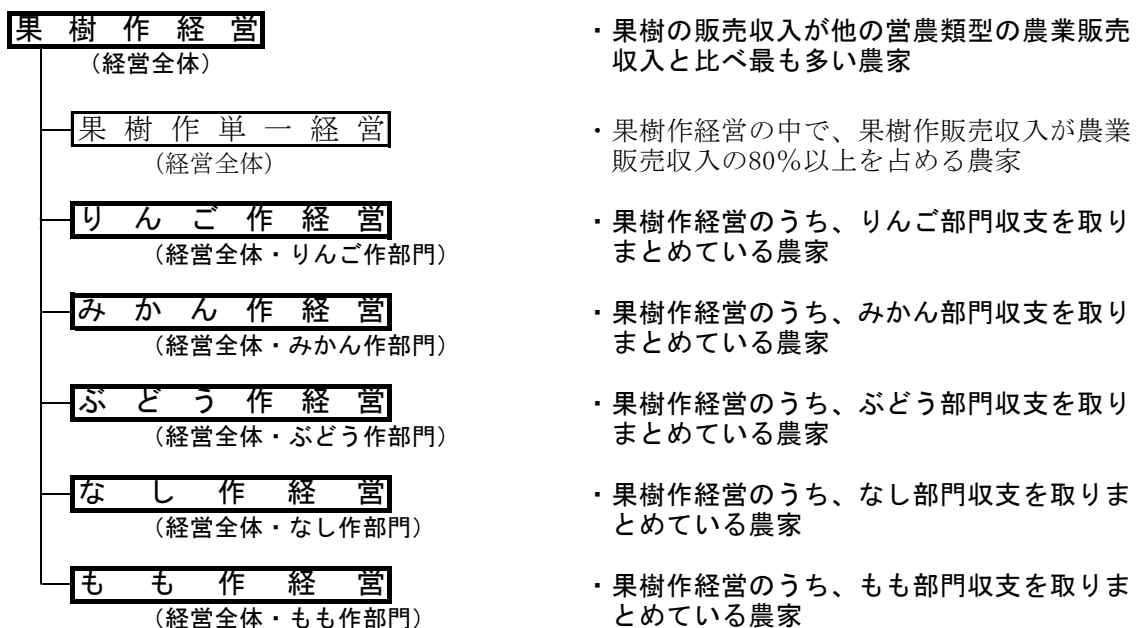 果樹作経営
(経営全体)
・果樹の販売収入が他の営農類型の農業販売
収入と比べ最も多い農家
果樹作単一経営
(経営全体)
・果樹作経営の中で、果樹作販売収入が農業
販売収入の80%以上を占める農家
りんご作経営
(経営全体・りんご作部門)
・果樹作経営のうち、りんご部門収支を取り
まとめている農家
みかん作経営
(経営全体・みかん作部門)
・果樹作経営のうち、みかん部門収支を取り
まとめている農家
ぶどう作経営
(経営全体・ぶどう作部門)
・果樹作経営のうち、ぶどう部門収支を取り
まとめている農家
なし作経営
(経営全体・なし作部門)
・果樹作経営のうち、なし部門収支を取りま
とめている農家
もも作経営
(経営全体・もも作部門)
・果樹作経営のうち、もも部門収支を取りま
とめている農家